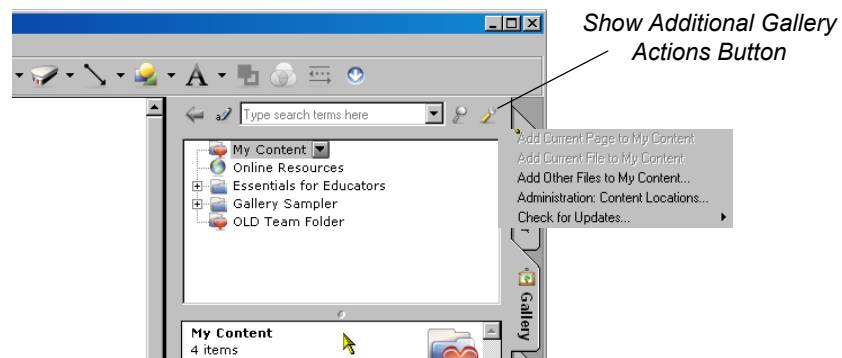 Show Additional Gallery
Actions Button
A
Type search terms here
My Content
Online Resources
Essentials for Educators
Gallery Sampler
OLD Team Folder
Add Current Page to My Content
Add Current File to My Content
Add Other Files to My Content...
Administration: Content Locations...
Check for Updates...
Gallery
My Content
4 items